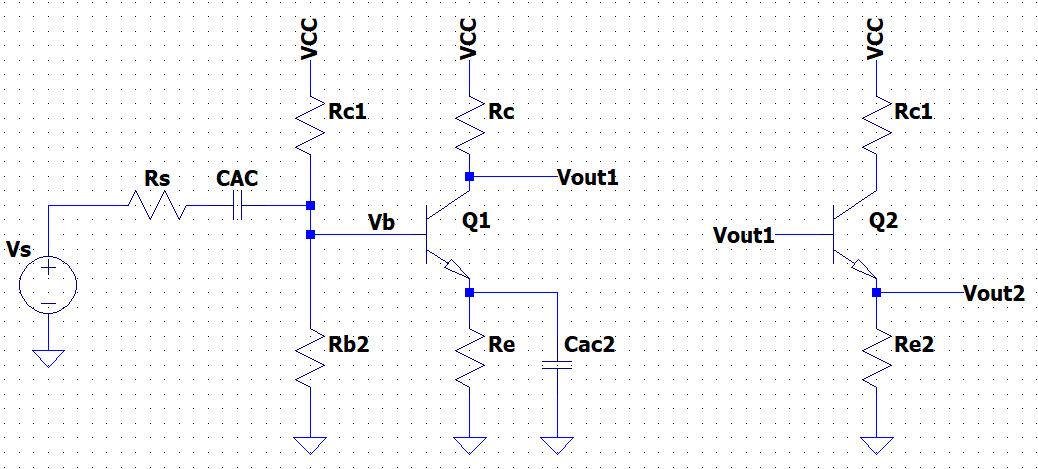 VCC
VCC
VCC
Rc1
Rc
Rc1
Rs
CAC
Vout1
Vb
Q1
Q2
Vout1
Vs
Vout2
Rb2
Re
Cac2
Re2